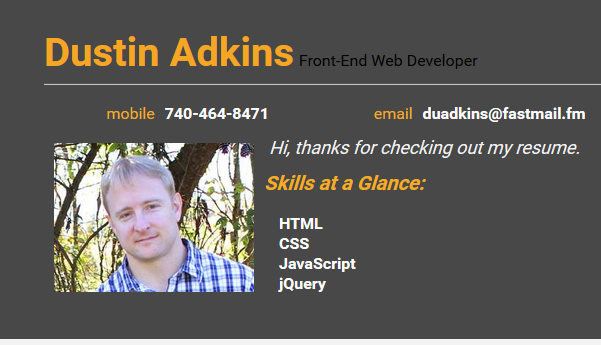 Dustin Adkins Front-End Web Developer
mobile 740-464-8471 email duadkins@fastmail.fm
Hi, thanks for checking out my resume.
Skills at a Glance:
HTML
CSS
JavaScript
jQuery